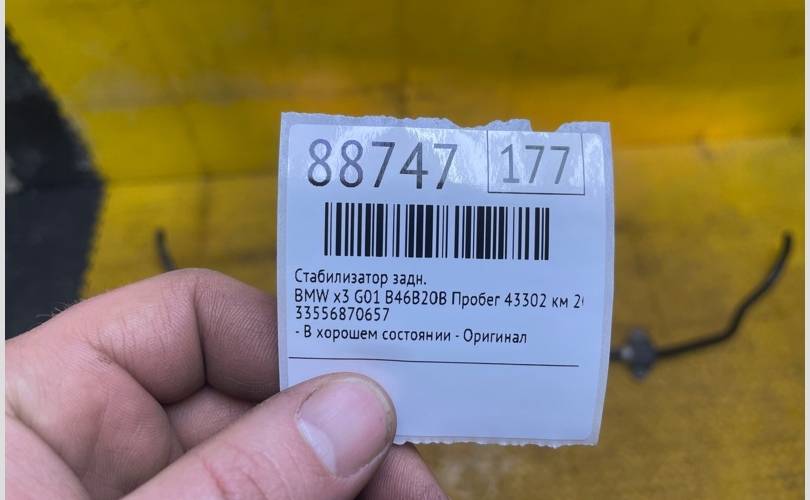 88747 177
Стабилизатор задн.
BMW x3 G01 B46B20B Пробег 43302 км
33556870657
- В хорошем состоянии - Оригинал